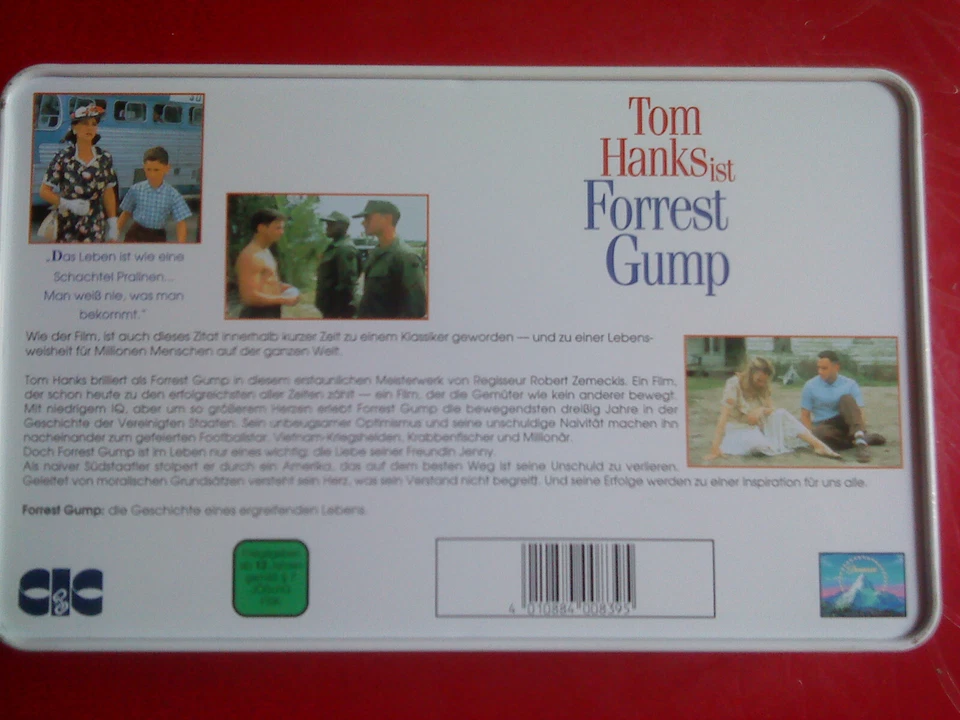 Tom
Hanks ist
Forrest
Gump
„Das Leben ist wie eine
Schachtel Pralinen...
Man weiß nie, was man
bekommt.“
Wie der Film, ist auch dieses Zitat innerhalb kurzer Zeit zu einem Klassiker geworden — und zu einer Lebens-
weisheit für Millionen Menschen auf der ganzen Welt.
Tom Hanks brilliert als Forrest Gump in diesem erstaunlichen Meisterwerk von Regisseur Robert Zemeckis. Ein Film,
der schon heute zu den erfolgreichsten aller Zeiten zählt — ein Film, der die Gemüter wie kein anderer bewegt.
Mit niedrigem IQ, aber um so größerem Herzen erlebt Forrest Gump die bewegendsten dreißig Jahre in der
Geschichte der Vereinigten Staaten. Sein unbeugsamer Optimismus und seine unschuldige Naivität machen ihn
nacheinander zum gefeierten Footballstar, Vietnam-Kriegshelden, Krabbenfischer und Millionär.
Doch Forrest Gump ist im Leben nur eines wichtig: die Liebe seiner Freundin Jenny.
Als naiver Südstaatler stolpert er durch ein Amerika, das auf dem besten Weg ist seine Unschuld zu verlieren.
Geleitet von moralischen Grundsätzen versteht sein Herz, was sein Verstand nicht begreift. Und seine Erfolge werden zu einer Inspiration für uns alle.
Forrest Gump: die Geschichte eines ergreifenden Lebens.
CIC
Freigegeben
ab 12 Jahren
gemäß § 7
JÖSchG
FSK
4 010884 008395
Paramount